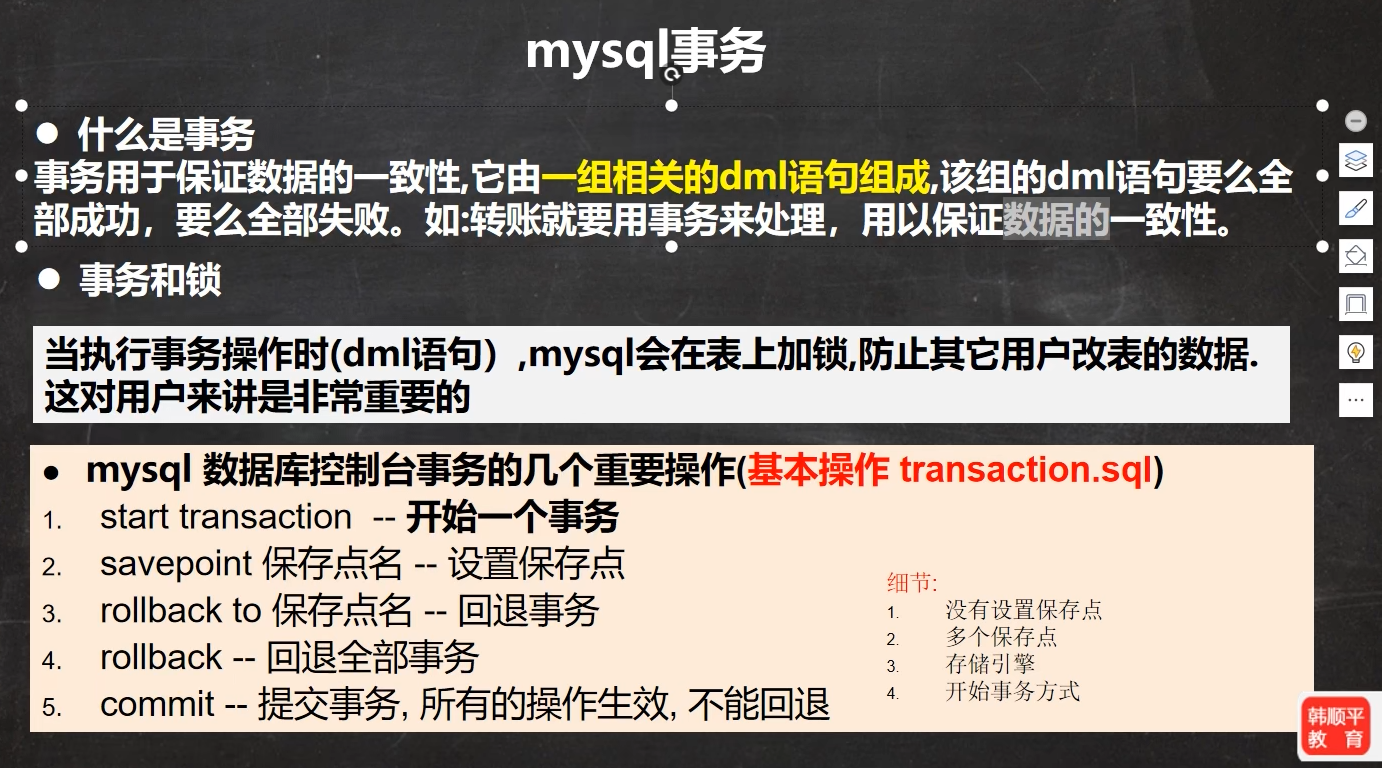 mysql事务
● 什么是事务
事务用于保证数据的一致性,它由一组相关的dml语句组成,该组的dml语句要么全
部成功，要么全部失败。如:转账就要用事务来处理，用以保证数据的一致性。
● 事务和锁
当执行事务操作时(dml语句）,mysql会在表上加锁,防止其它用户改表的数据.
这对用户来讲是非常重要的
● mysql 数据库控制台事务的几个重要操作(基本操作 transaction.sql)
1. start transaction -- 开始一个事务
2. savepoint 保存点名 -- 设置保存点
3. rollback to 保存点名 -- 回退事务
4. rollback -- 回退全部事务
5. commit -- 提交事务, 所有的操作生效, 不能回退
细节:
1. 没有设置保存点
2. 多个保存点
3. 存储引擎
4. 开始事务方式
韩顺平
教 育